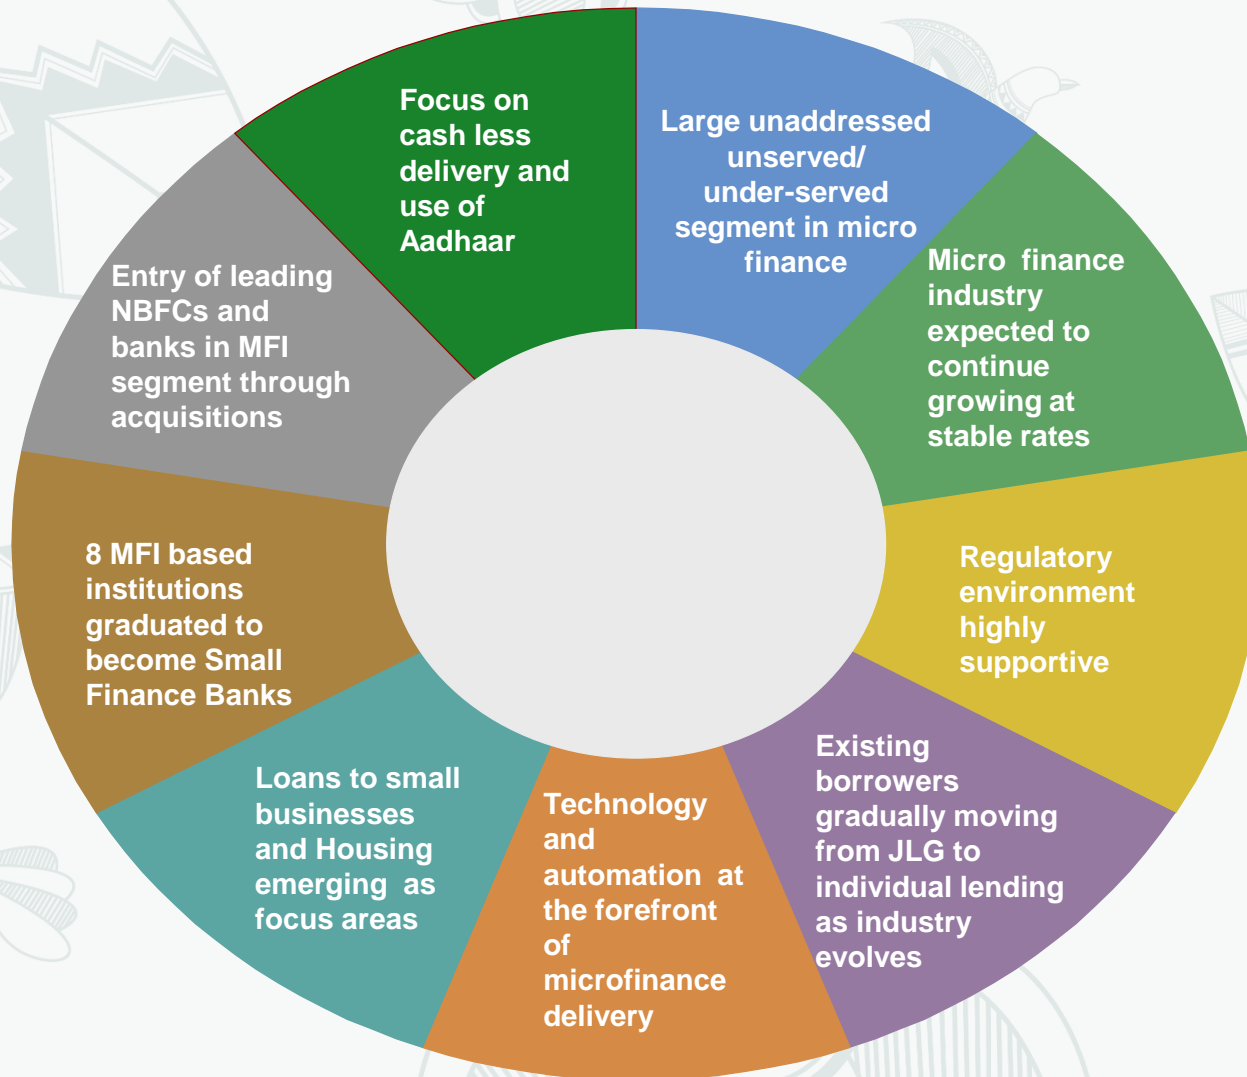 Focus on
cash less
delivery and
use of
Aadhaar
Large unaddressed
unserved/
under-served
segment in micro
finance
Micro finance
industry
expected to
continue
growing at
stable rates
Regulatory
environment
highly
supportive
Existing
borrowers
gradually moving
from JLG to
individual lending
as industry
evolves
Technology
and
automation at
the forefront
of
microfinance
delivery
Loans to small
businesses
and Housing
emerging as
focus areas
8 MFI based
institutions
graduated to
become Small
Finance Banks
Entry of leading
NBFCs and
banks in MFI
segment through
acquisitions